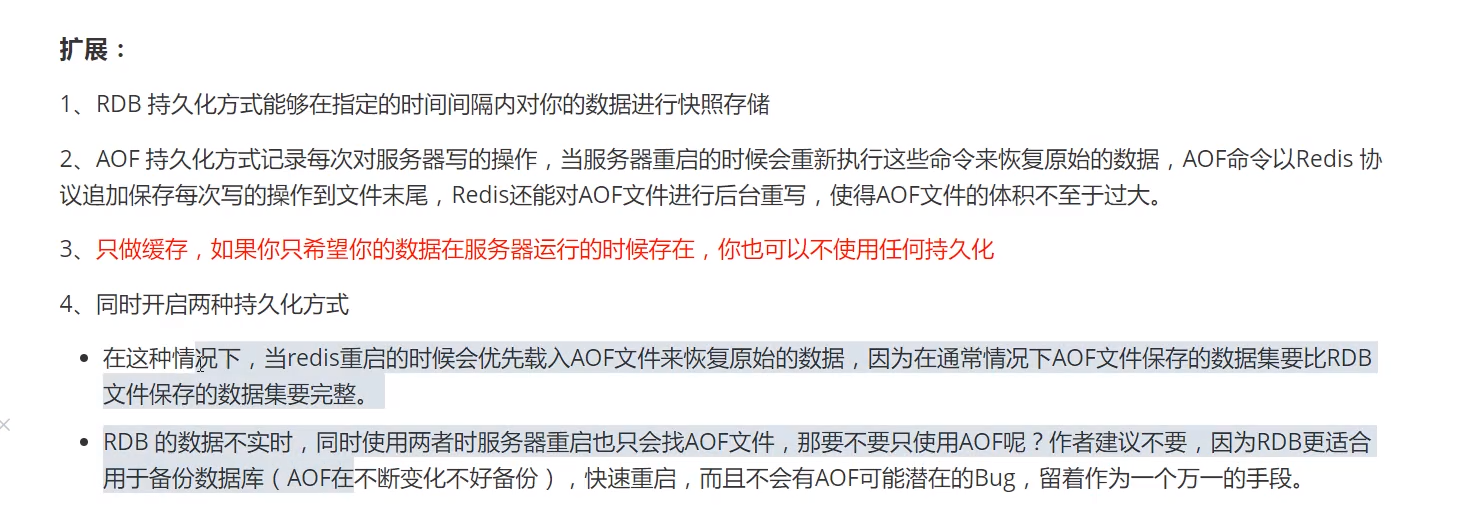 扩展：
1、RDB 持久化方式能够在指定的时间间隔内对你的数据进行快照存储
2、AOF 持久化方式记录每次对服务器写的操作，当服务器重启的时候会重新执行这些命令来恢复原始的数据，AOF命令以Redis 协
议追加保存每次写的操作到文件末尾，Redis还能对AOF文件进行后台重写，使得AOF文件的体积不至于过大。
3、只做缓存，如果你只希望你的数据在服务器运行的时候存在，你也可以不使用任何持久化
4、同时开启两种持久化方式
• 在这种情况下，当redis重启的时候会优先载入AOF文件来恢复原始的数据，因为在通常情况下AOF文件保存的数据集要比RDB
文件保存的数据集要完整。
• RDB 的数据不实时，同时使用两者时服务器重启也只会找AOF文件，那要不要只使用AOF呢？作者建议不要，因为RDB更适合
用于备份数据库（AOF在不断变化不好备份），快速重启，而且不会有AOF可能潜在的Bug，留着作为一个万一的手段。